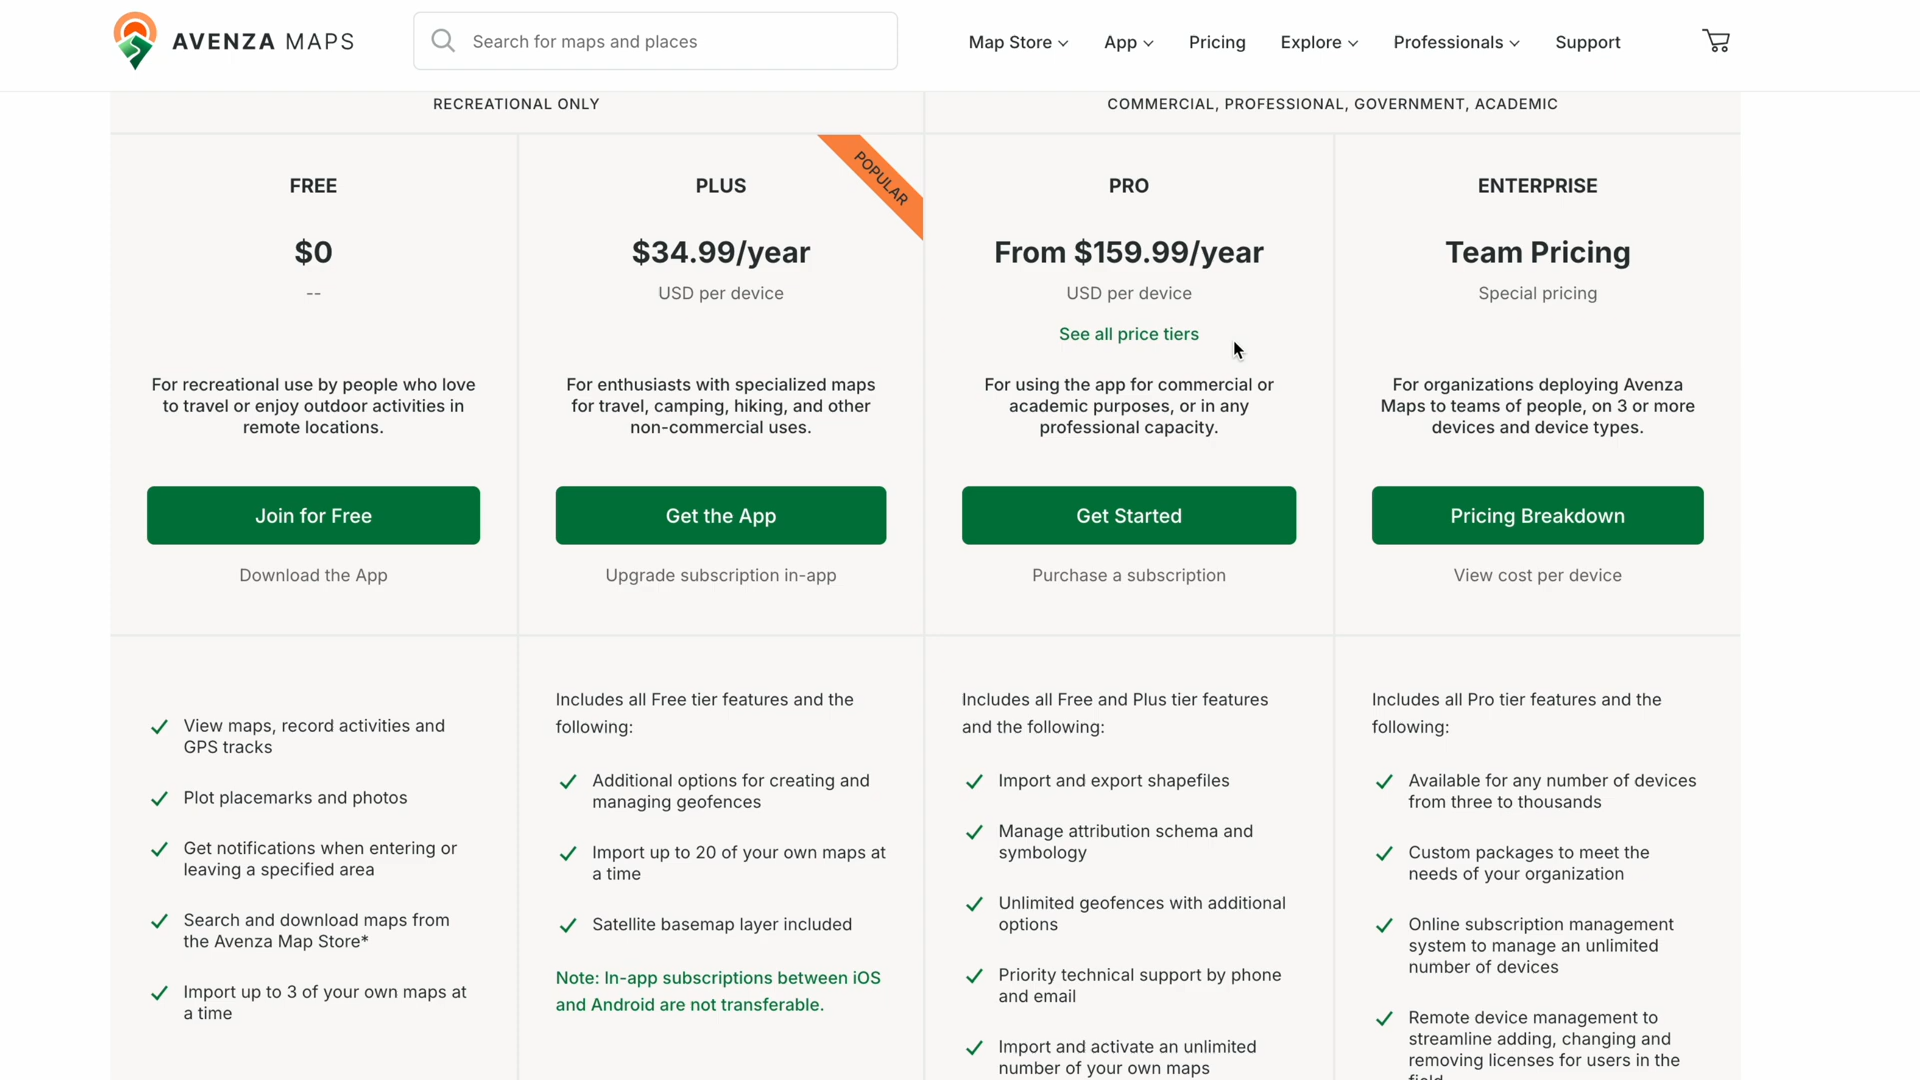 AVENZA MAPS
Search for maps and places
Map Store
App
Pricing
Explore
Professionals
Support
RECREATIONAL ONLY
COMMERCIAL, PROFESSIONAL, GOVERNMENT, ACADEMIC
FREE
$0
--
For recreational use by people who love
to travel or enjoy outdoor activities in
remote locations.
Join for Free
Download the App
View maps, record activities and
GPS tracks
Plot placemarks and photos
Get notifications when entering or
leaving a specified area
Search and download maps from
the Avenza Map Store*
Import up to 3 of your own maps at
a time
POPULAR
PLUS
$34.99/year
USD per device
For enthusiasts with specialized maps
for travel, camping, hiking, and other
non-commercial uses.
Get the App
Upgrade subscription in-app
Includes all Free tier features and the
following:
Additional options for creating and
managing geofences
Import up to 20 of your own maps at
a time
Satellite basemap layer included
Note: In-app subscriptions between iOS
and Android are not transferable.
PRO
From $159.99/year
USD per device
See all price tiers
For using the app for commercial or
academic purposes, or in any
professional capacity.
Get Started
Purchase a subscription
Includes all Free and Plus tier features
and the following:
Import and export shapefiles
Manage attribution schema and
symbology
Unlimited geofences with additional
options
Priority technical support by phone
and email
Import and activate an unlimited
number of your own maps
ENTERPRISE
Team Pricing
Special pricing
For organizations deploying Avenza
Maps to teams of people, on 3 or more
devices and device types.
Pricing Breakdown
View cost per device
Includes all Pro tier features and the
following:
Available for any number of devices
from three to thousands
Custom packages to meet the
needs of your organization
Online subscription management
system to manage an unlimited
number of devices
Remote device management to
streamline adding, changing and
removing licenses for users in the